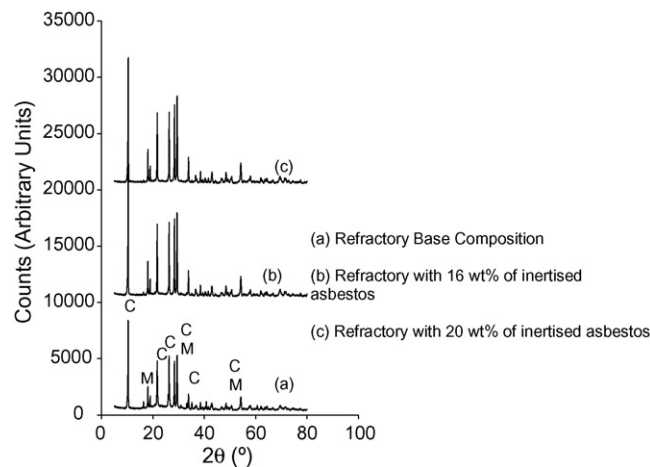 35000
30000
25000
20000
15000
10000
5000
0
Counts (Arbitrary Units)
0 20 40 60 80 100
2θ (º)
(c)
(b)
(a)
C
M
C
C
C
M
C
C
M
(a) Refractory Base Composition
(b) Refractory with 16 wt% of inertised
asbestos
(c) Refractory with 20 wt% of inertised asbestos